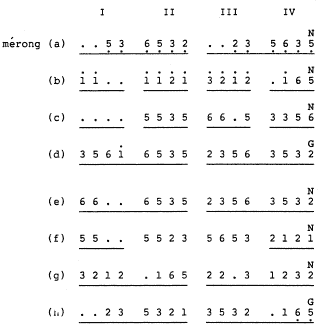 I II III IV
N
mérong (a) . . 5 3 6 5 3 2 . . 2 3 5 6 3 5
N
(b) 1 1 . . 1 1 2 1 3 2 1 2 . 1 6 5
N
(c) . . . . 5 5 3 5 6 6 . 5 3 3 5 6
G
(d) 3 5 6 1 6 5 3 5 2 3 5 6 3 5 3 2
N
(e) 6 6 . . 6 5 3 5 2 3 5 6 3 5 3 2
N
(f) 5 5 . . 5 5 2 3 5 6 5 3 2 1 2 1
N
(g) 3 2 1 2 . 1 6 5 2 2 . 3 1 2 3 2
G
(h) . . 2 3 5 3 2 1 3 5 3 2 . 1 6 5